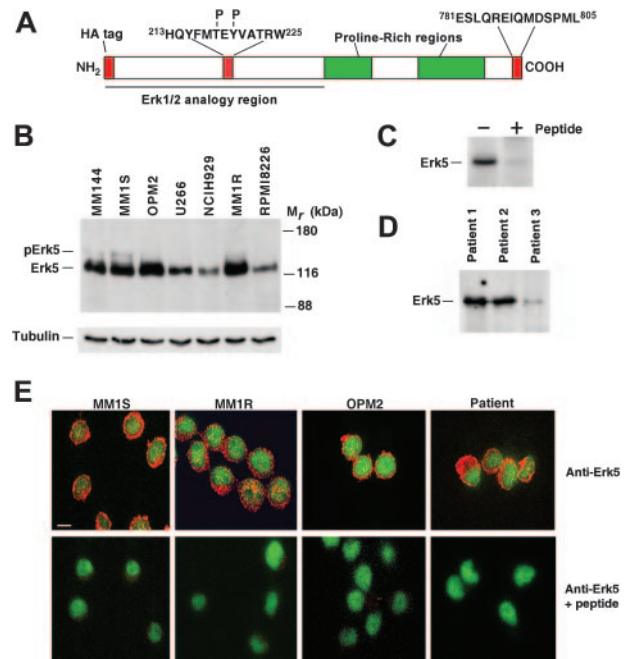 A
P P
HA tag
²¹³HQYFMTEYVATRW²²⁵
Proline-Rich regions
⁷⁸¹ESLQREIQMDSPML⁸⁰⁵
NH₂
COOH
Erk1/2 analogy region
B
MM144
MM1S
OPM2
U266
NCIH929
MM1R
RPMI8226
Mr (kDa)
180
pErk5
Erk5
116
88
Tubulin
C
− + Peptide
Erk5
D
Patient 1
Patient 2
Patient 3
Erk5
E
MM1S MM1R OPM2 Patient
Anti-Erk5
Anti-Erk5
+ peptide